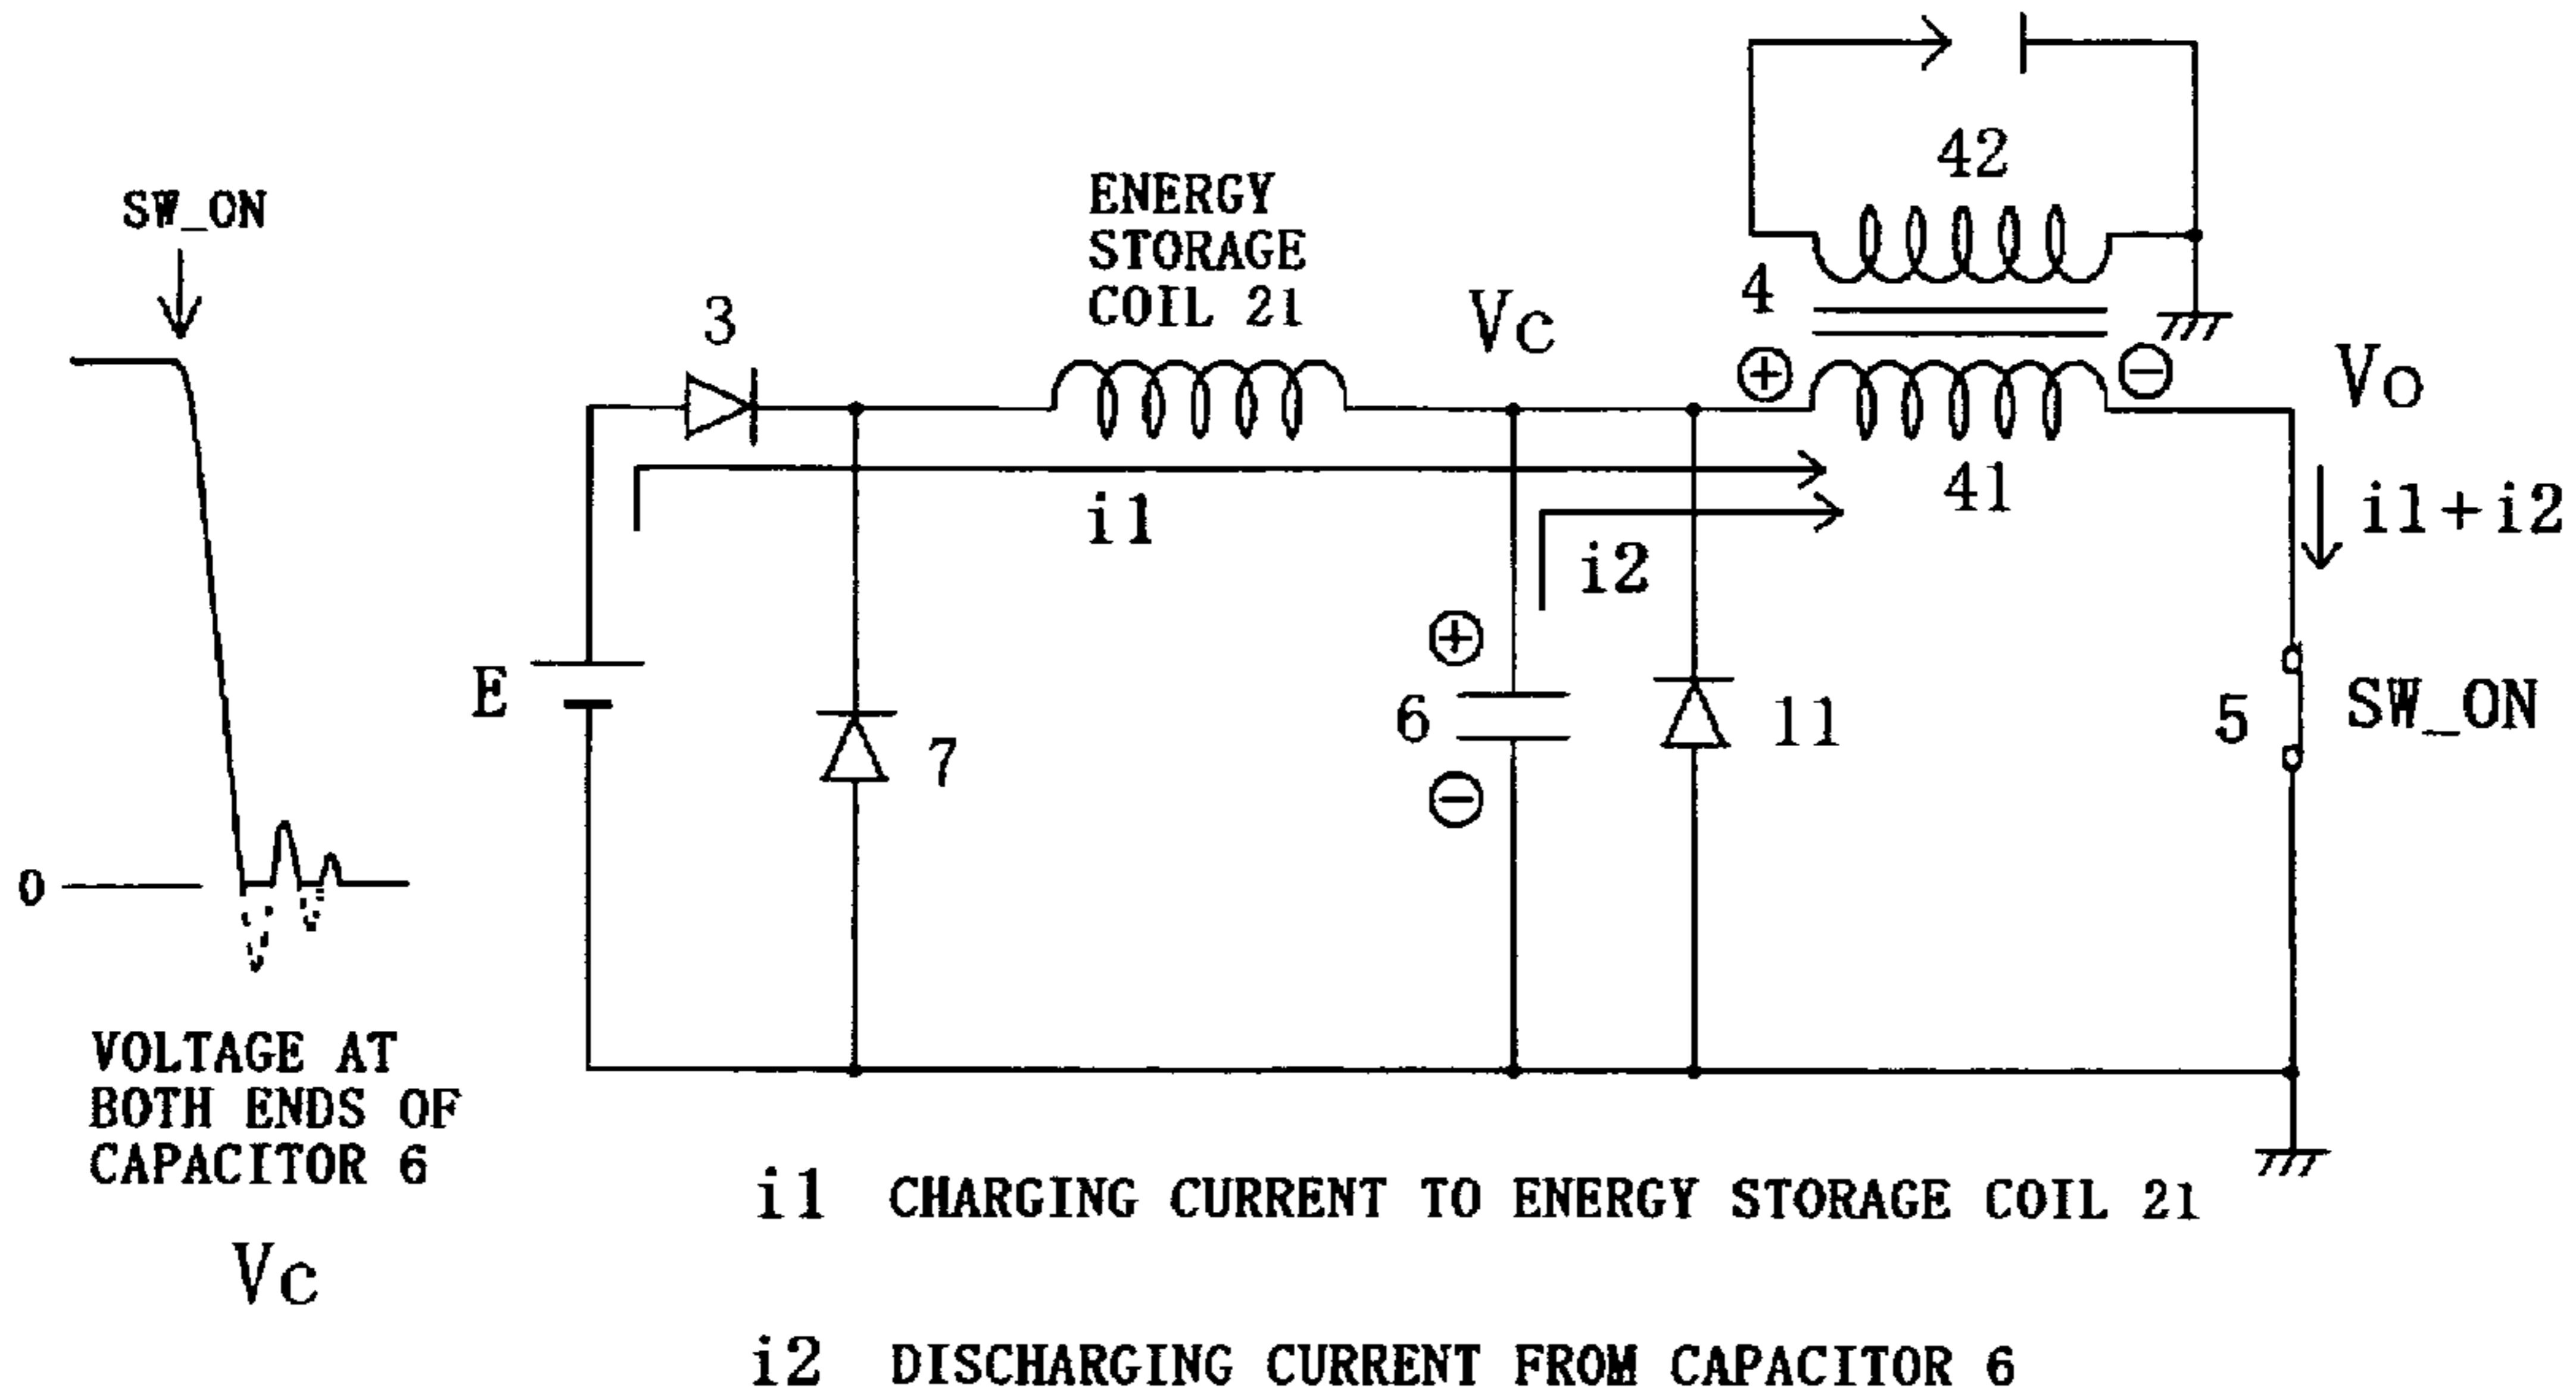 SW_ON
0
VOLTAGE AT
BOTH ENDS OF
CAPACITOR 6
VC
E
3
7
ENERGY
STORAGE
COIL 21
i1
VC
i2
⊕
6
⊖
11
42
4
⊕
⊖
41
VO
i1+i2
5
SW_ON
i1 CHARGING CURRENT TO ENERGY STORAGE COIL 21
i2 DISCHARGING CURRENT FROM CAPACITOR 6